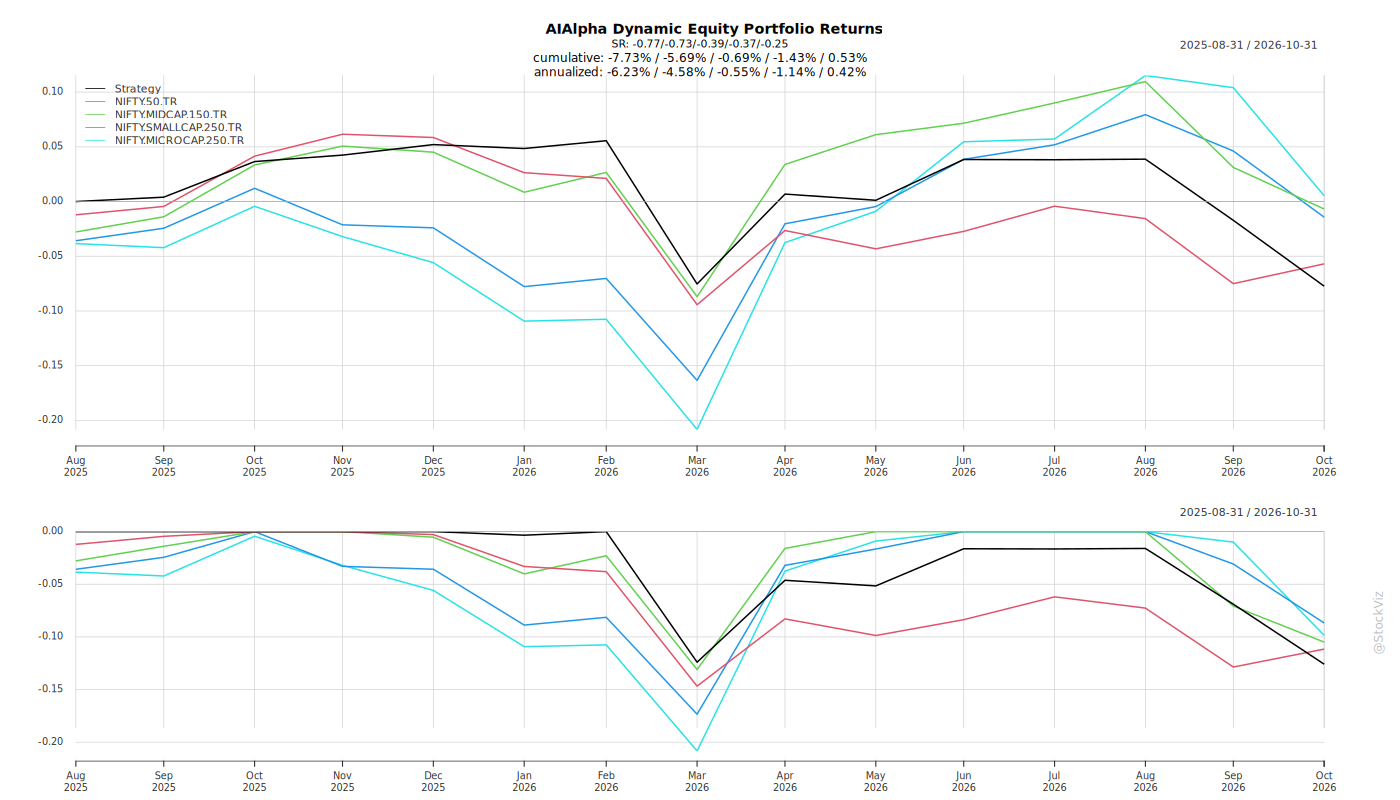 AIAlpha Dynamic Equity Portfolio Returns
SR: -0.77/-0.73/-0.39/-0.37/-0.25
cumulative: -7.73% / -5.69% / -0.69% / -1.43% / 0.53%
annualized: -6.23% / -4.58% / -0.55% / -1.14% / 0.42%
2025-08-31 / 2026-10-31
Strategy
NIFTY.50.TR
NIFTY.MIDCAP.150.TR
NIFTY.SMALLCAP.250.TR
NIFTY.MICROCAP.250.TR
0.10
0.05
0.00
-0.05
-0.10
-0.15
-0.20
Aug Sep Oct Nov Dec Jan Feb Mar Apr May Jun Jul Aug Sep Oct
2025 2025 2025 2025 2025 2026 2026 2026 2026 2026 2026 2026 2026 2026 2026
2025-08-31 / 2026-10-31
0.00
-0.05
-0.10
-0.15
-0.20
Aug Sep Oct Nov Dec Jan Feb Mar Apr May Jun Jul Aug Sep Oct
2025 2025 2025 2025 2025 2026 2026 2026 2026 2026 2026 2026 2026 2026 2026
@StockViz